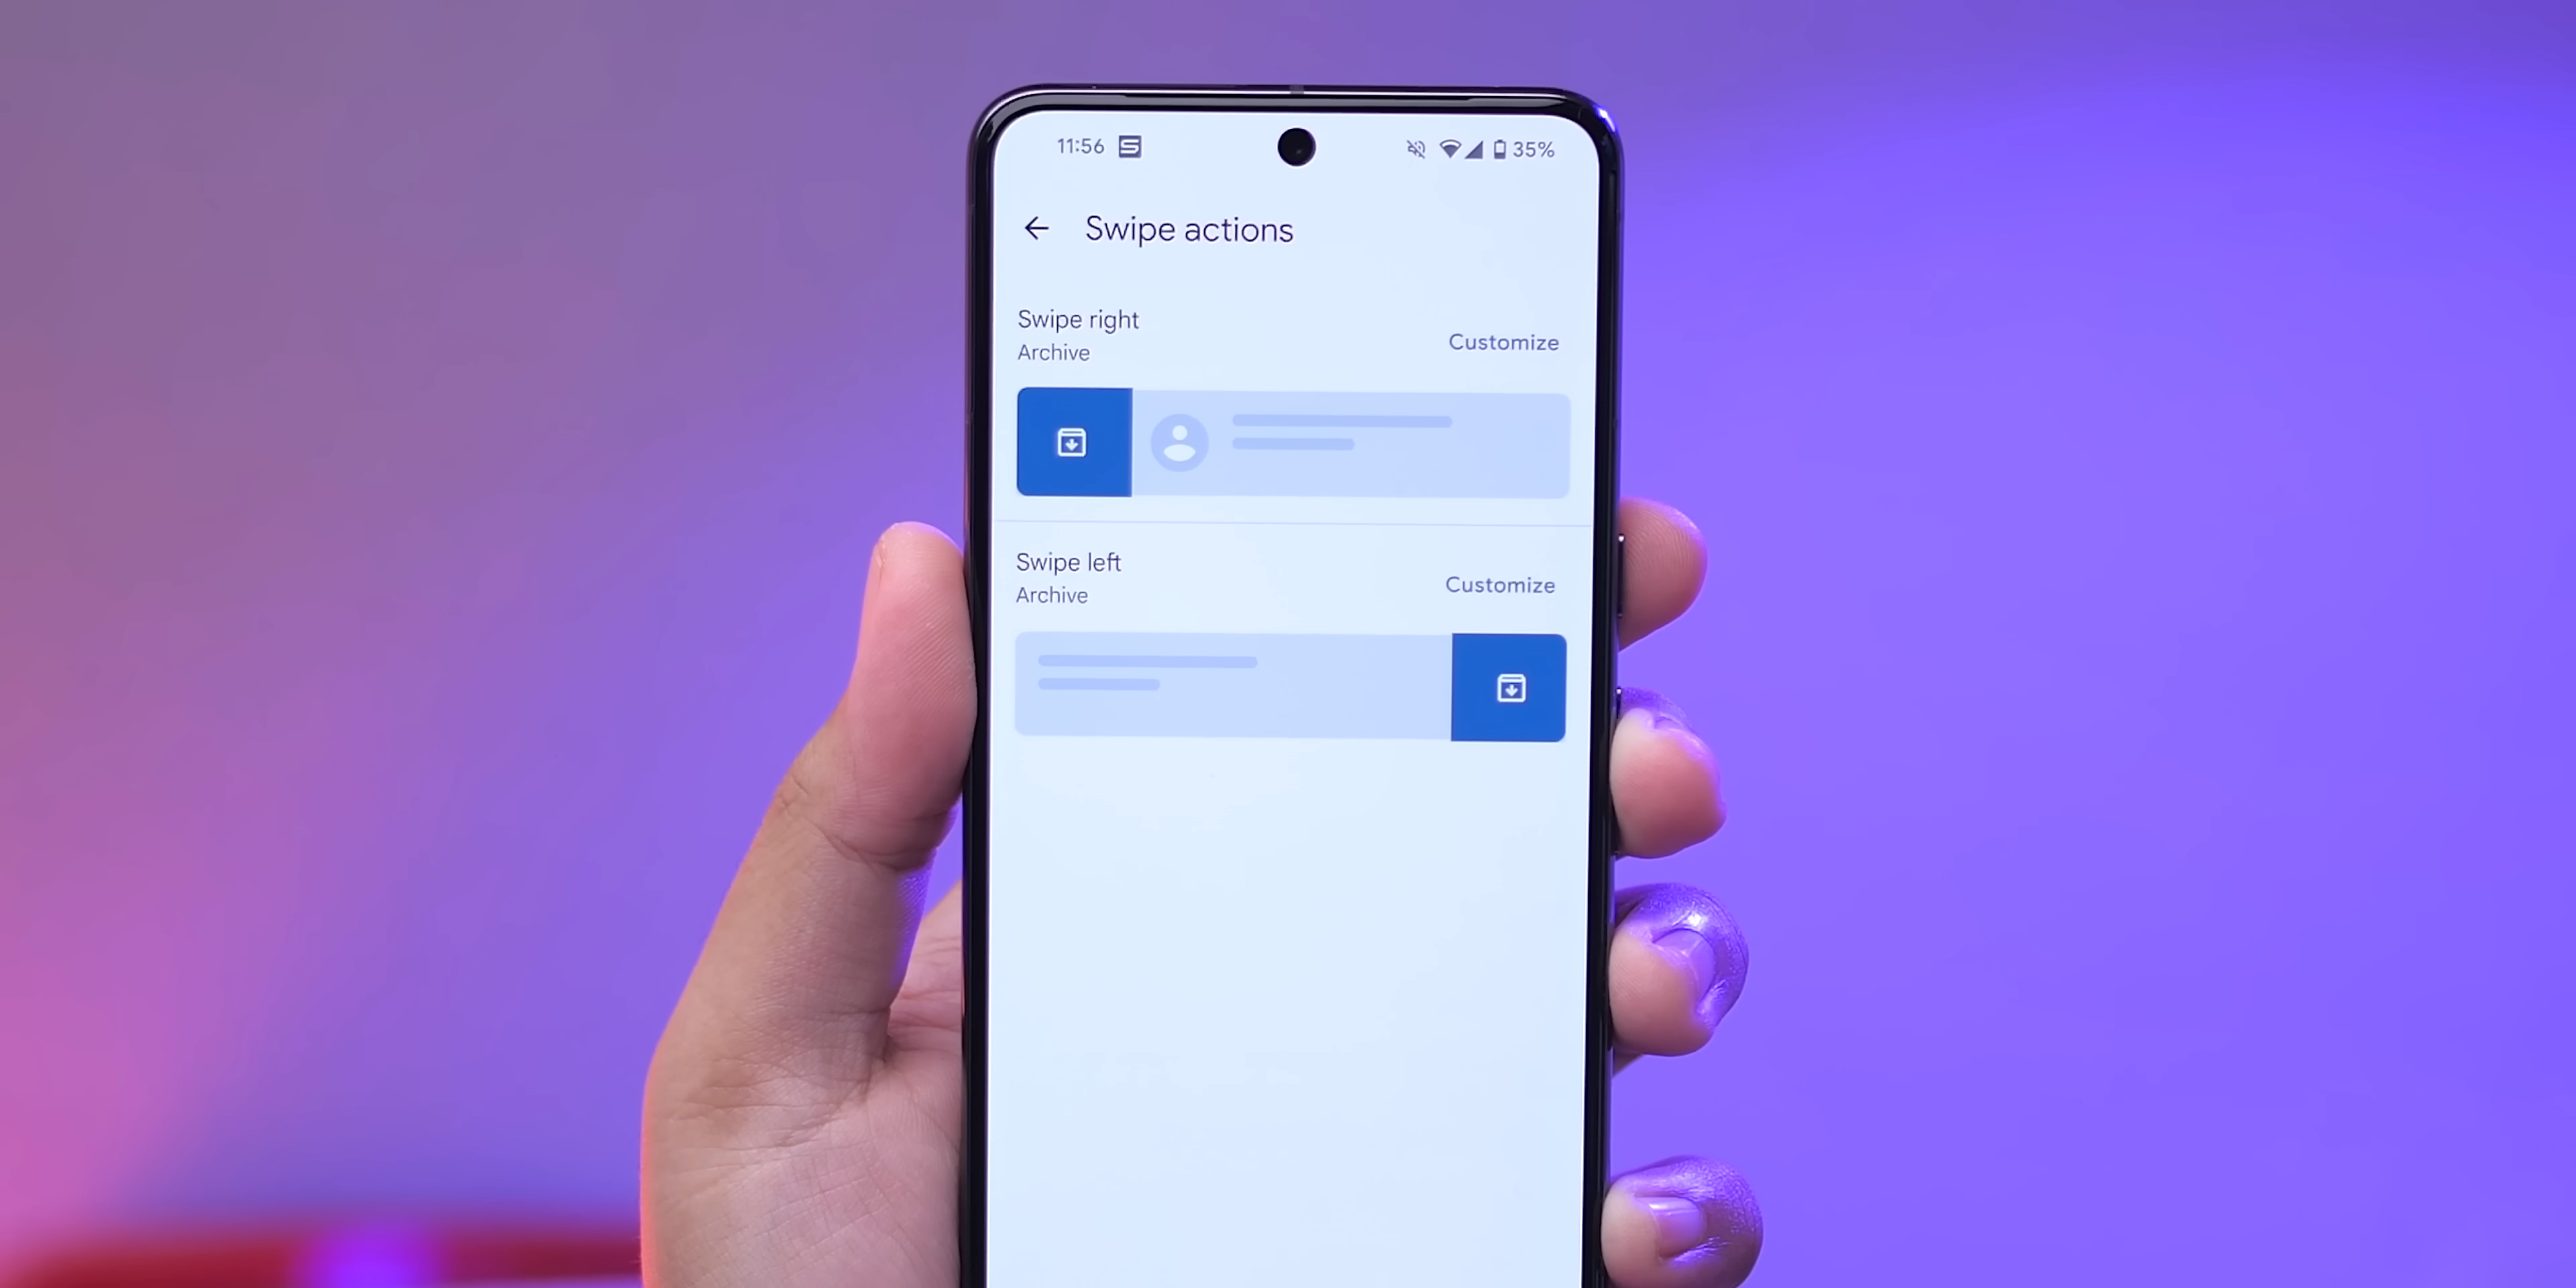 11:56 35%
Swipe actions
Swipe right
Archive
Customize
Swipe left
Archive
Customize